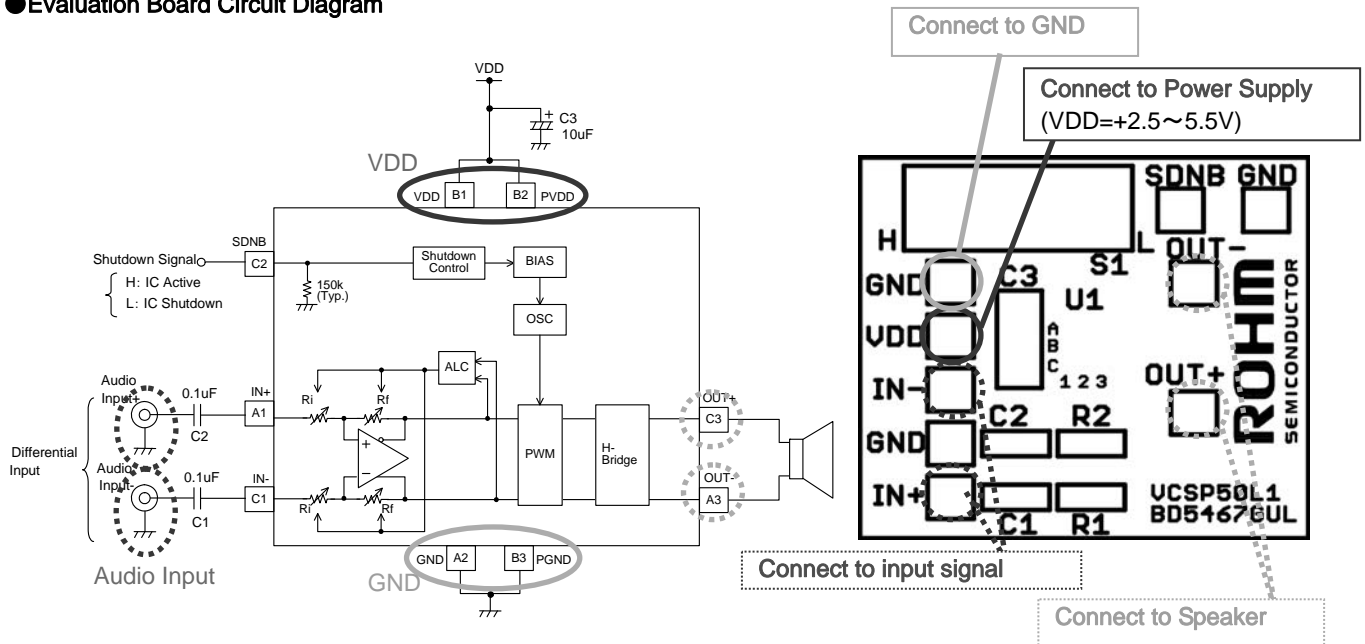 ●Evaluation Board Circuit Diagram
VDD
C3
10uF
+
VDD
VDD B1 B2 PVDD
SDNB
Shutdown Signal C2
H: IC Active
L: IC Shutdown
150k
(Typ.)
Shutdown
Control
BIAS
OSC
ALC
Audio
Input+
0.1uF
C2
IN+
A1
Ri Rf
+
−
Differential
Input
Audio
Input-
0.1uF
C1
IN-
C1
Ri Rf
PWM
H-
Bridge
OUT+
C3
OUT-
A3
GND A2 B3 PGND
GND
Audio Input
Connect to GND
Connect to Power Supply
(VDD=+2.5～5.5V)
SDNB GND
H L
S1
OUT-
GND C3
U1
VDD
A
B
C
1 2 3
IN-
OUT+
GND C2 R2
IN+
C1 R1
VCSP50L1
BD5467GUL
ROHM
SEMICONDUCTOR
Connect to input signal
Connect to Speaker